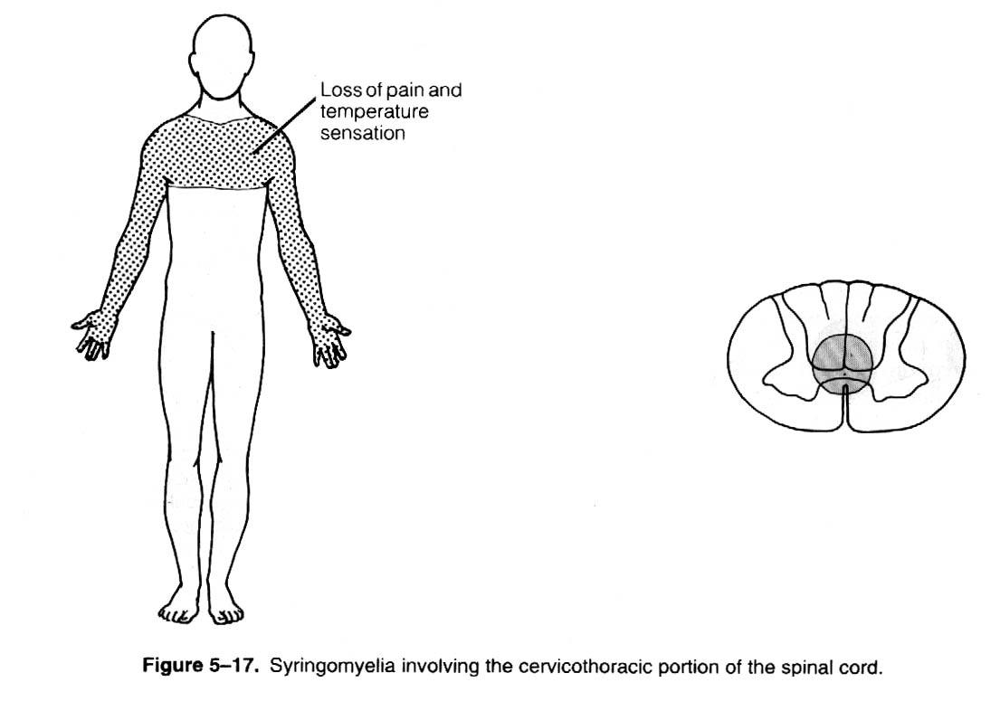 Loss of pain and
temperature
sensation
Figure 5–17. Syringomyelia involving the cervicothoracic portion of the spinal cord.